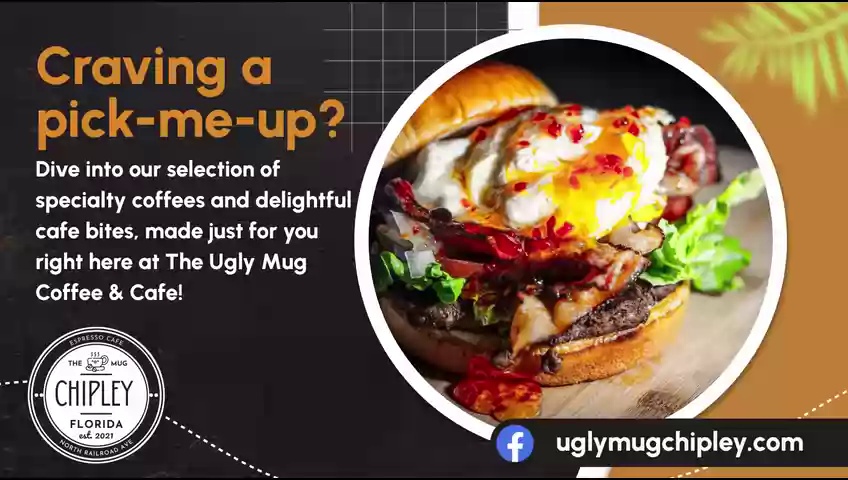 Craving a
pick-me-up?
Dive into our selection of
specialty coffees and delightful
cafe bites, made just for you
right here at The Ugly Mug
Coffee & Cafe!
ESPRESSO CAFE
THE MUG
CHIPLEY
FLORIDA
est. 2021
NORTH RAILROAD AVE
uglymugchipley.com